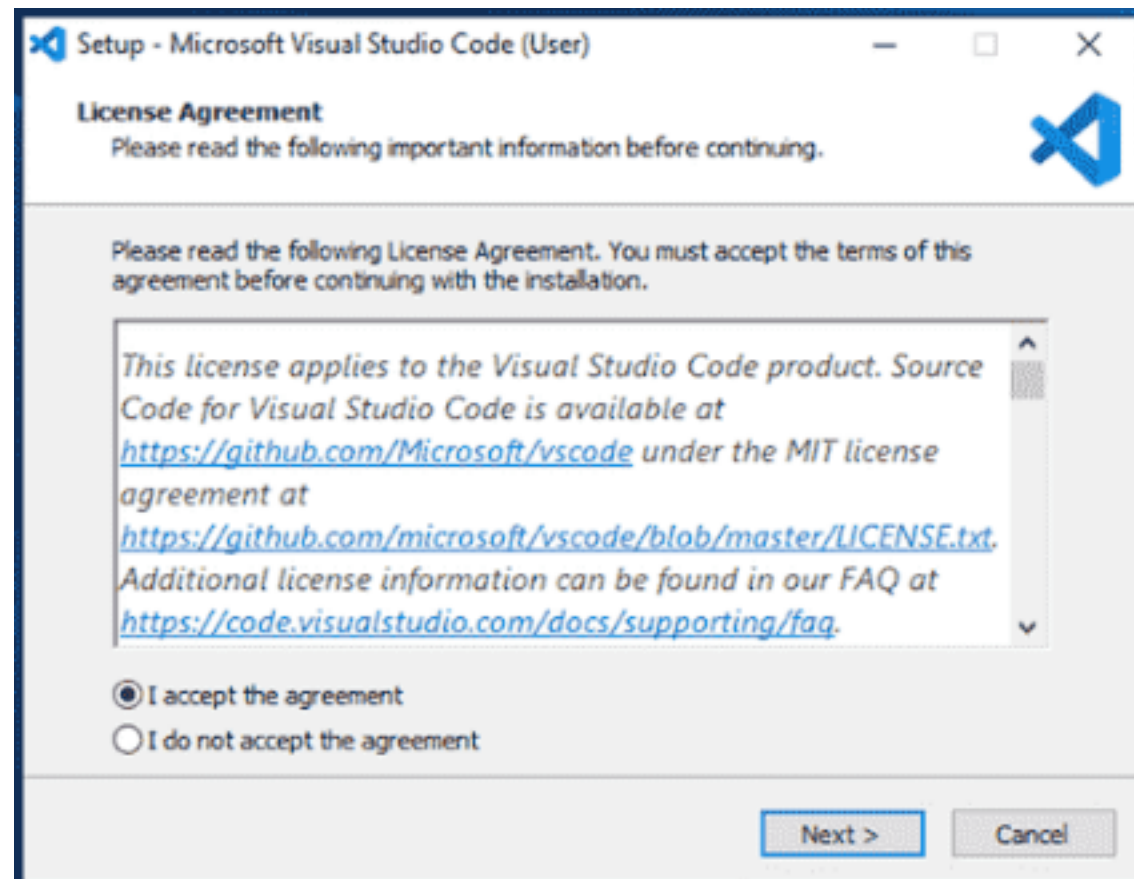 Setup - Microsoft Visual Studio Code (User)
License Agreement
Please read the following important information before continuing.
Please read the following License Agreement. You must accept the terms of this
agreement before continuing with the installation.
This license applies to the Visual Studio Code product. Source
Code for Visual Studio Code is available at
https://github.com/Microsoft/vscode under the MIT license
agreement at
https://github.com/microsoft/vscode/blob/master/LICENSE.txt.
Additional license information can be found in our FAQ at
https://code.visualstudio.com/docs/supporting/faq.
I accept the agreement
I do not accept the agreement
Next > Cancel